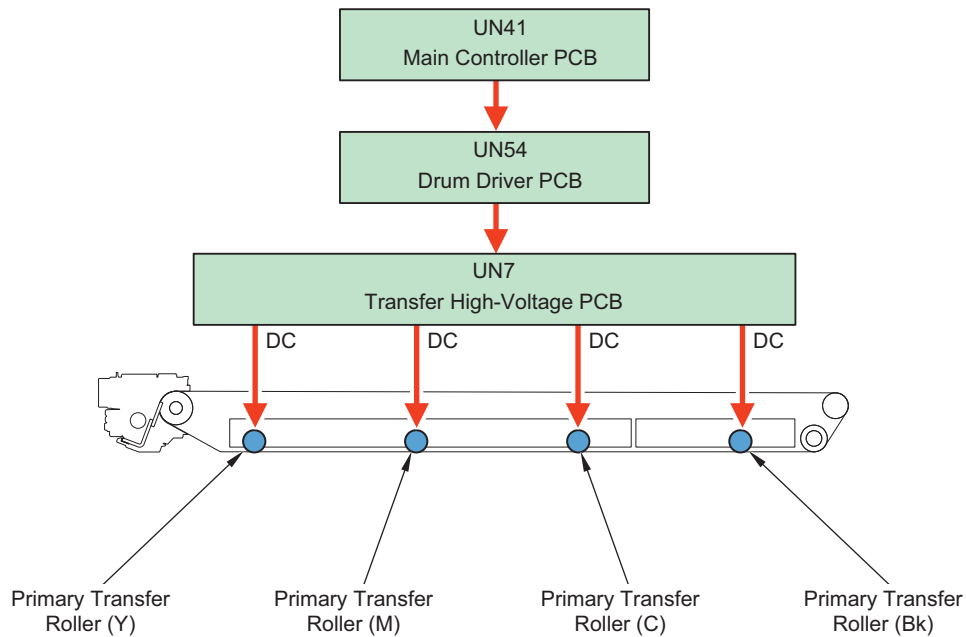 UN41
Main Controller PCB
UN54
Drum Driver PCB
UN7
Transfer High-Voltage PCB
DC
DC
DC
DC
Primary Transfer
Roller (Y)
Primary Transfer
Roller (M)
Primary Transfer
Roller (C)
Primary Transfer
Roller (Bk)